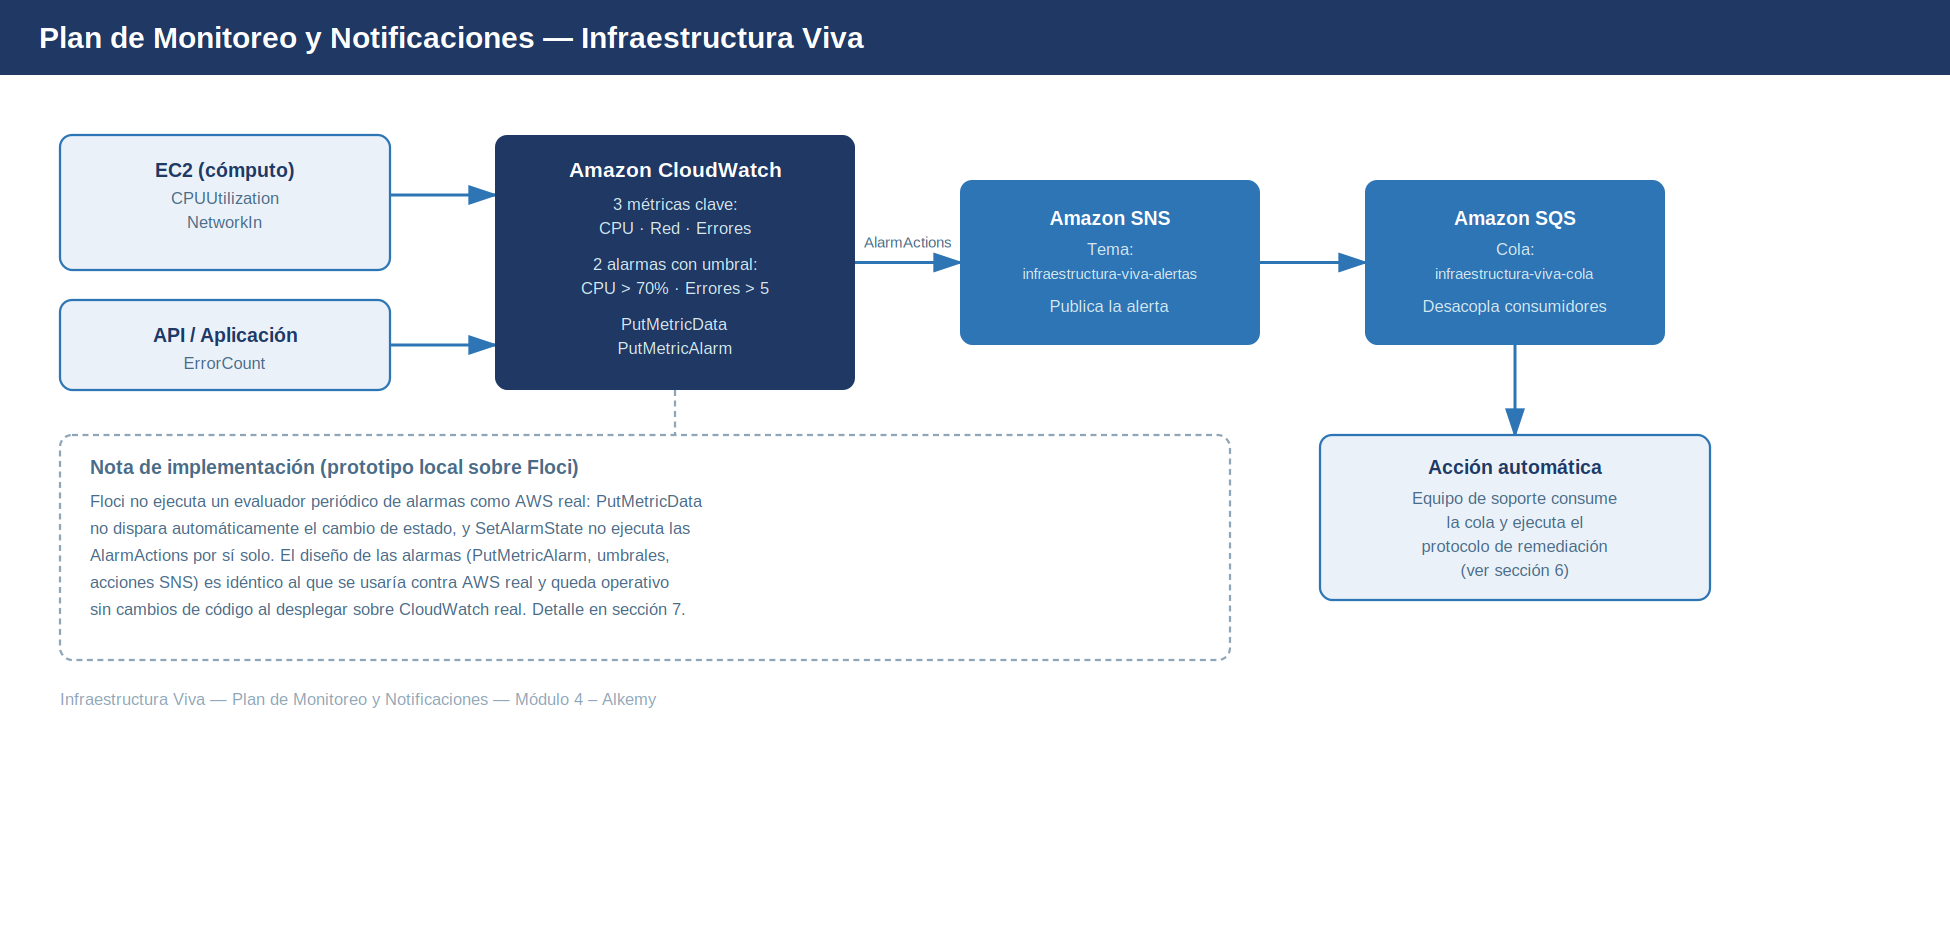 Plan de Monitoreo y Notificaciones — Infraestructura Viva
EC2 (cómputo)
CPUUtilization
NetworkIn
API / Aplicación
ErrorCount
Amazon CloudWatch
3 métricas clave:
CPU · Red · Errores
2 alarmas con umbral:
CPU > 70% · Errores > 5
PutMetricData
PutMetricAlarm
AlarmActions
Amazon SNS
Tema:
infraestructura-viva-alertas
Publica la alerta
Amazon SQS
Cola:
infraestructura-viva-cola
Desacopla consumidores
Nota de implementación (prototipo local sobre Floci)
Floci no ejecuta un evaluador periódico de alarmas como AWS real: PutMetricData
no dispara automáticamente el cambio de estado, y SetAlarmState no ejecuta las
AlarmActions por sí solo. El diseño de las alarmas (PutMetricAlarm, umbrales,
acciones SNS) es idéntico al que se usaría contra AWS real y queda operativo
sin cambios de código al desplegar sobre CloudWatch real. Detalle en sección 7.
Acción automática
Equipo de soporte consume
la cola y ejecuta el
protocolo de remediación
(ver sección 6)
Infraestructura Viva — Plan de Monitoreo y Notificaciones — Módulo 4 – Alkemy